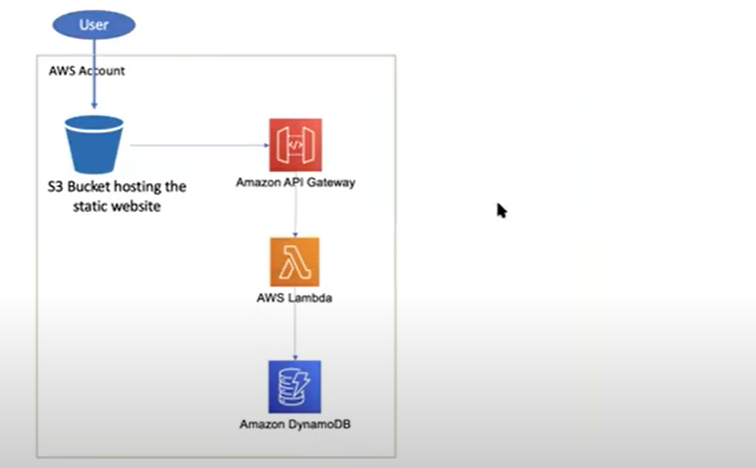 User
AWS Account
S3 Bucket hosting the
static website
</>
Amazon API Gateway
AWS Lambda
Amazon DynamoDB